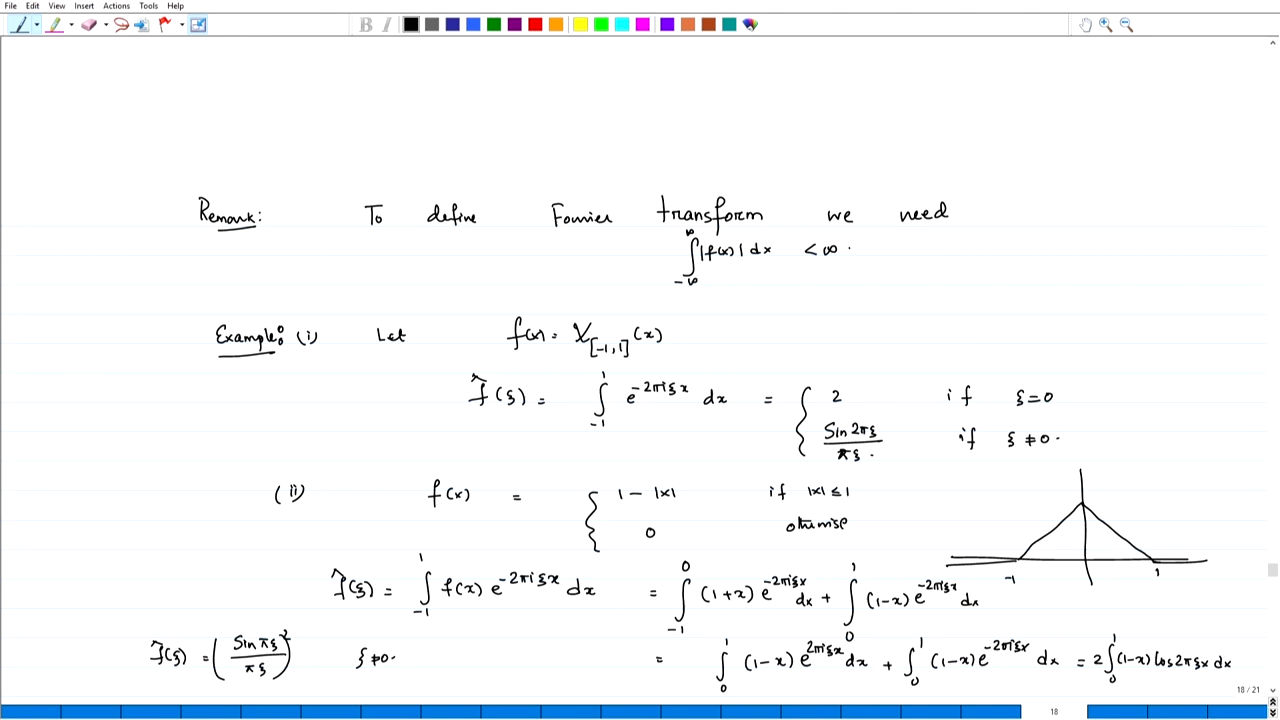 File Edit View Insert Actions Tools Help
B I
Remark: To define Fourier transform we need
∫_{-∞}^{∞} |f(x)| dx < ∞.
Example: (i) Let f(x) = χ_{[-1,1]}(x)
f̂(ξ) = ∫_{-1}^{1} e^{-2πiξx} dx = { 2 if ξ=0
Sin 2πξ / πξ . if ξ ≠ 0.
(ii) f(x) = { 1 - |x| if |x| ≤ 1
0 otherwise
-1 1
f̂(ξ) = ∫_{-1}^{1} f(x) e^{-2πiξx} dx = ∫_{-1}^{0} (1+x) e^{-2πiξx} dx + ∫_{0}^{1} (1-x) e^{-2πiξx} dx
f̂(ξ) = (Sin πξ / πξ)^2 ξ ≠ 0. = ∫_{0}^{1} (1-x) e^{2πiξx} dx + ∫_{0}^{1} (1-x) e^{-2πiξx} dx = 2∫_{0}^{1} (1-x) Cos 2πξx dx
18 / 21
18